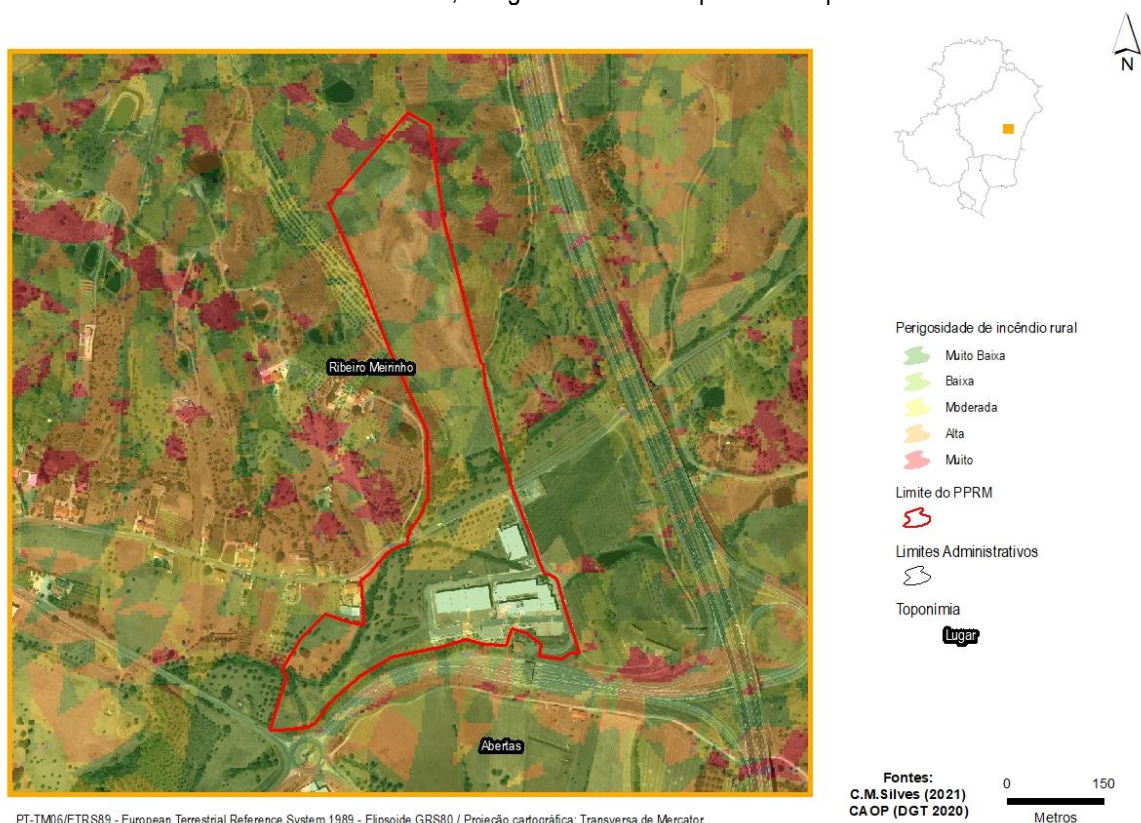 N
Ribeiro Meirinho
Abertas
Perigosidade de incêndio rural
Muito Baixa
Baixa
Moderada
Alta
Muito
Limite do PPRM
Limites Administrativos
Toponimia
Lugar
Fontes:
C.M.Silves (2021)
CAOP (DGT 2020)
0 150
Metros
PT-TM06/ETRS89 - European Terrestrial Reference System 1989 - Elipsoide GRS80 / Projeção cartográfica: Transversa de Mercator